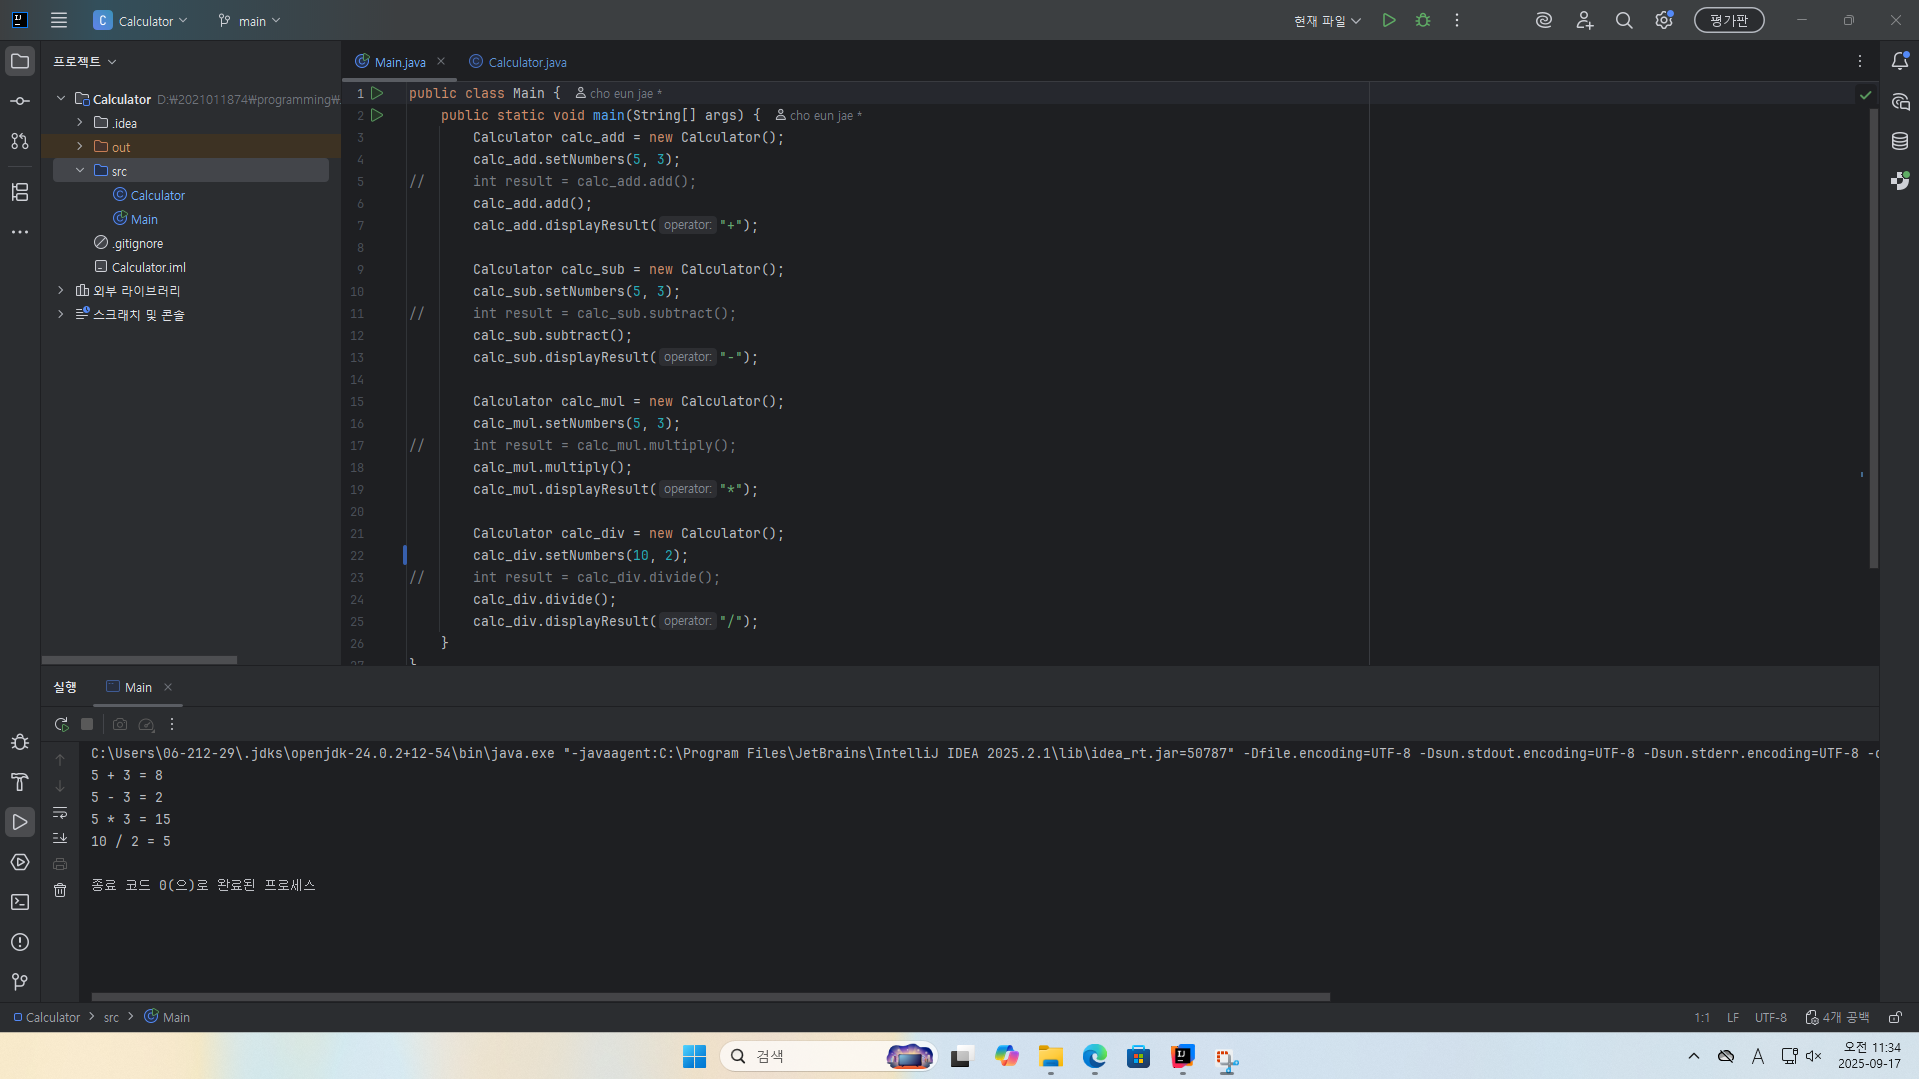 Calculator
main
현재 파일
평가판
프로젝트
Main.java
Calculator.java
Calculator D:₩2021011874₩programming₩
.idea
out
src
Calculator
Main
.gitignore
Calculator.iml
외부 라이브러리
스크래치 및 콘솔
1 public class Main { cho eun jae *
2 public static void main(String[] args) { cho eun jae *
3 Calculator calc_add = new Calculator();
4 calc_add.setNumbers(5, 3);
5 // int result = calc_add.add();
6 calc_add.add();
7 calc_add.displayResult( operator: "+");
8
9 Calculator calc_sub = new Calculator();
10 calc_sub.setNumbers(5, 3);
11 // int result = calc_sub.subtract();
12 calc_sub.subtract();
13 calc_sub.displayResult( operator: "-");
14
15 Calculator calc_mul = new Calculator();
16 calc_mul.setNumbers(5, 3);
17 // int result = calc_mul.multiply();
18 calc_mul.multiply();
19 calc_mul.displayResult( operator: "*");
20
21 Calculator calc_div = new Calculator();
22 calc_div.setNumbers(10, 2);
23 // int result = calc_div.divide();
24 calc_div.divide();
25 calc_div.displayResult( operator: "/");
26 }
27 }
실행
Main
C:\Users\06-212-29\.jdks\openjdk-24.0.2+12-54\bin\java.exe "-javaagent:C:\Program Files\JetBrains\IntelliJ IDEA 2025.2.1\lib\idea_rt.jar=50787" -Dfile.encoding=UTF-8 -Dsun.stdout.encoding=UTF-8 -Dsun.stderr.encoding=UTF-8 -c
5 + 3 = 8
5 - 3 = 2
5 * 3 = 15
10 / 2 = 5
종료 코드 0(으)로 완료된 프로세스
Calculator > src > Main
1:1 LF UTF-8 4개 공백
검색
A
오전 11:34
2025-09-17